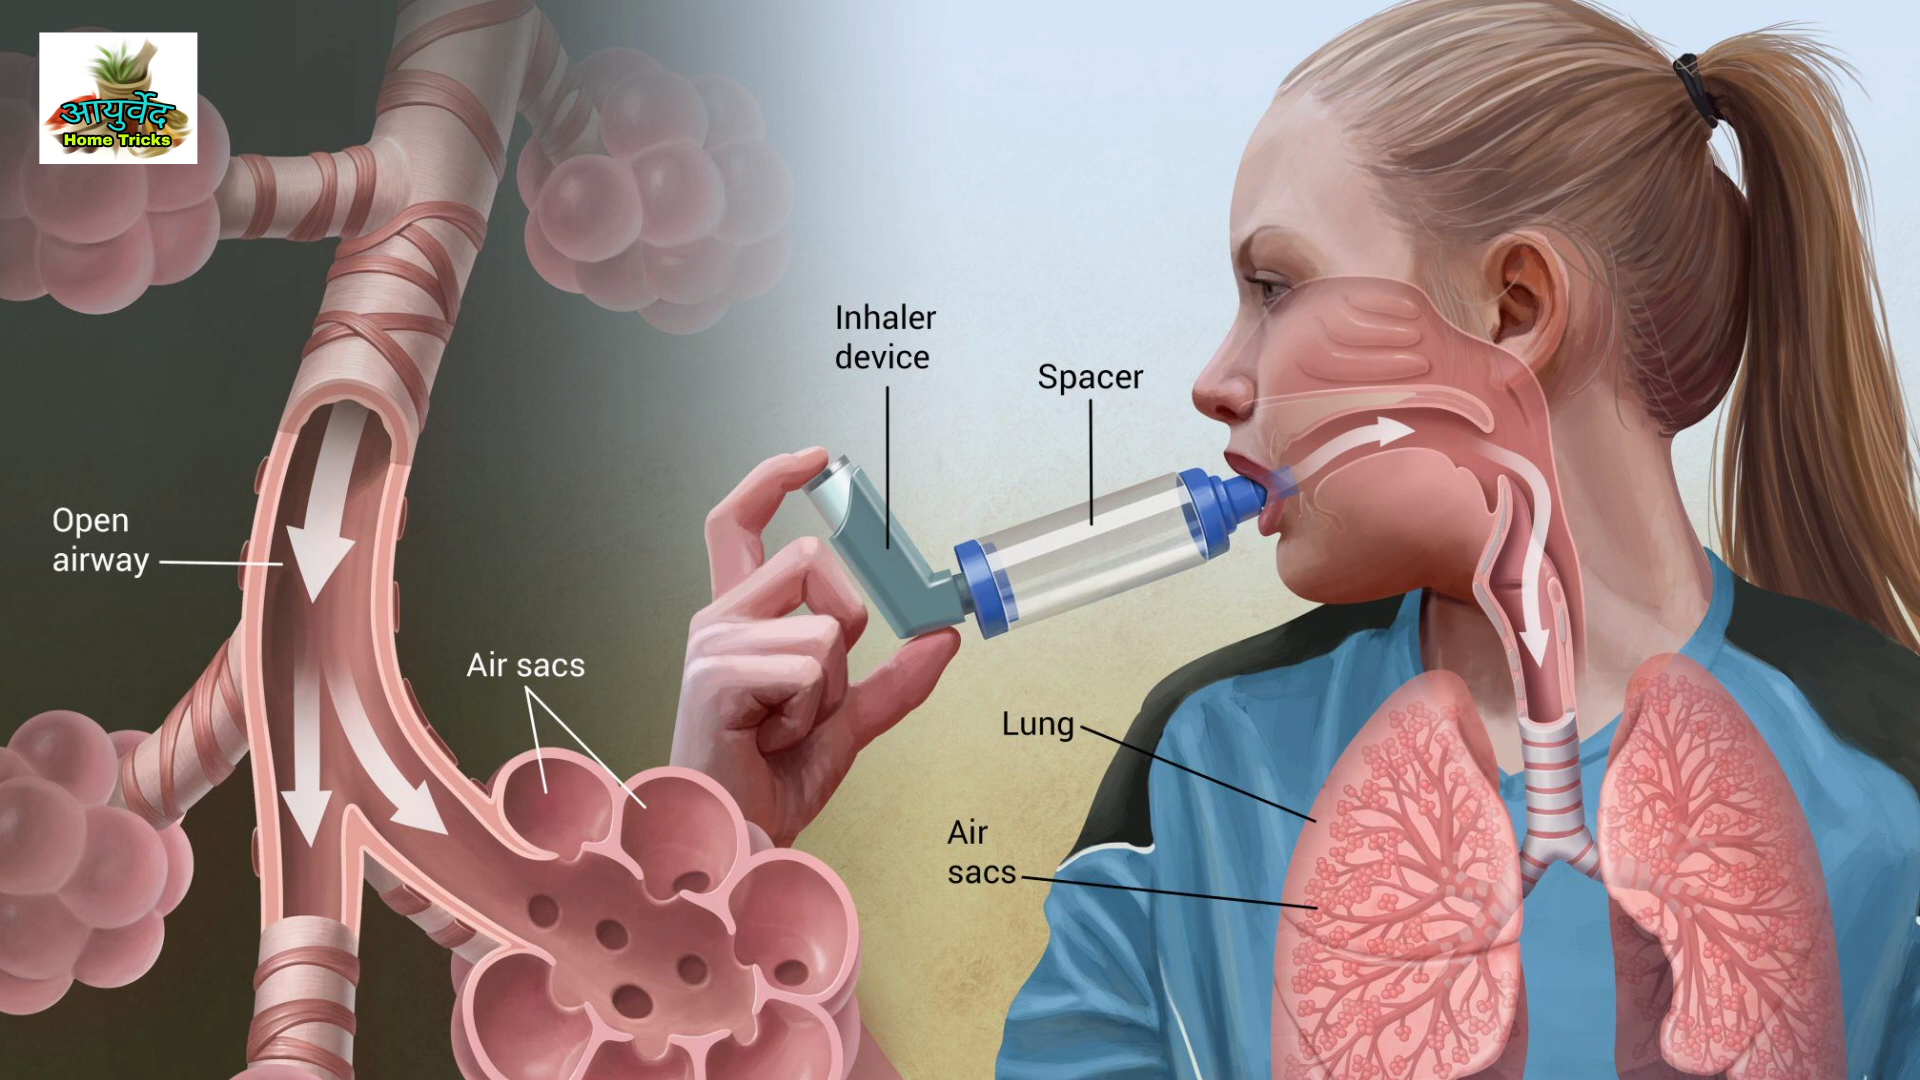 आयुर्वेद
Home Tricks
Inhaler
device
Spacer
Open
airway
Air sacs
Lung
Air
sacs